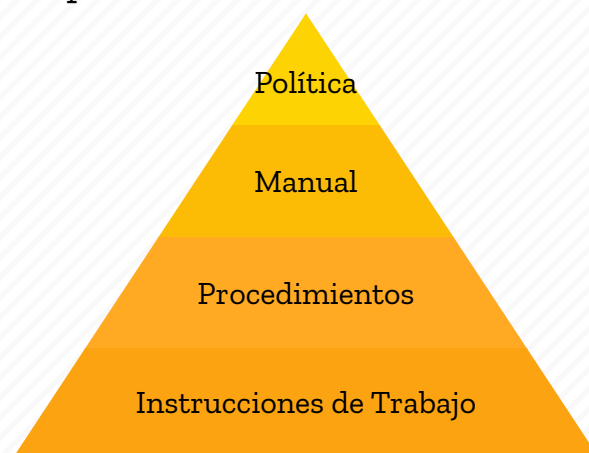 Política
Manual
Procedimientos
Instrucciones de Trabajo